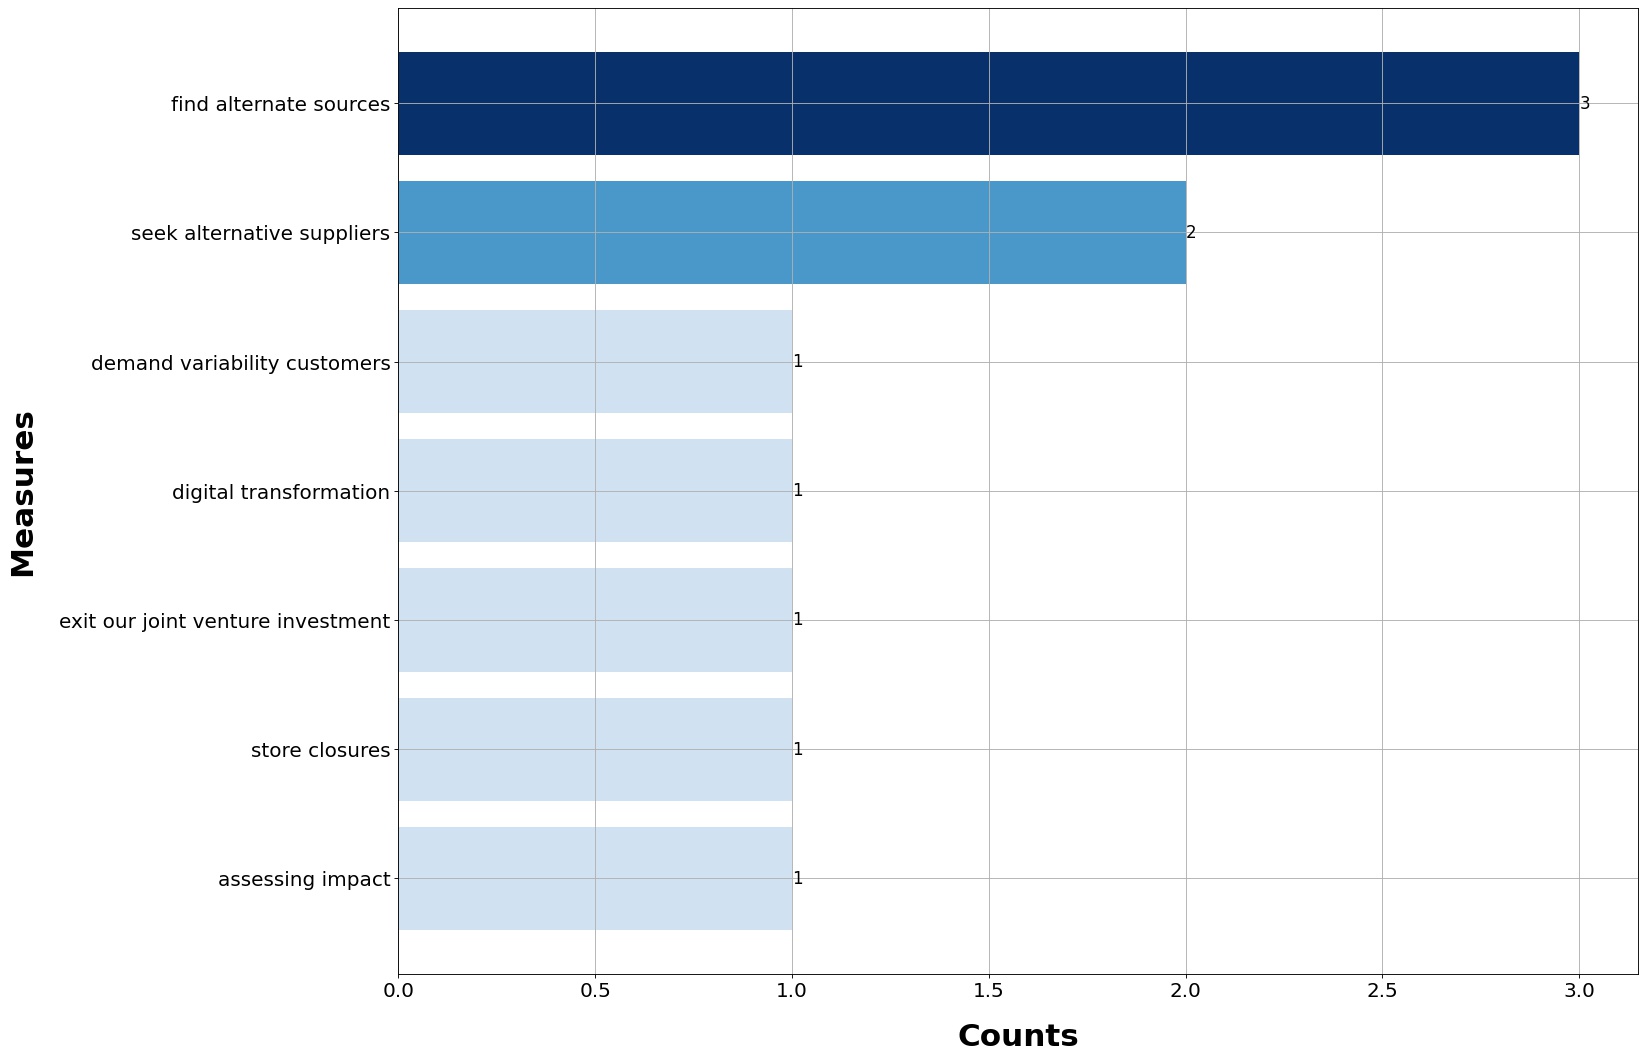 find alternate sources
3
seek alternative suppliers
2
demand variability customers
1
digital transformation
1
exit our joint venture investment
1
store closures
1
assessing impact
1
Measures
0.0 0.5 1.0 1.5 2.0 2.5 3.0
Counts